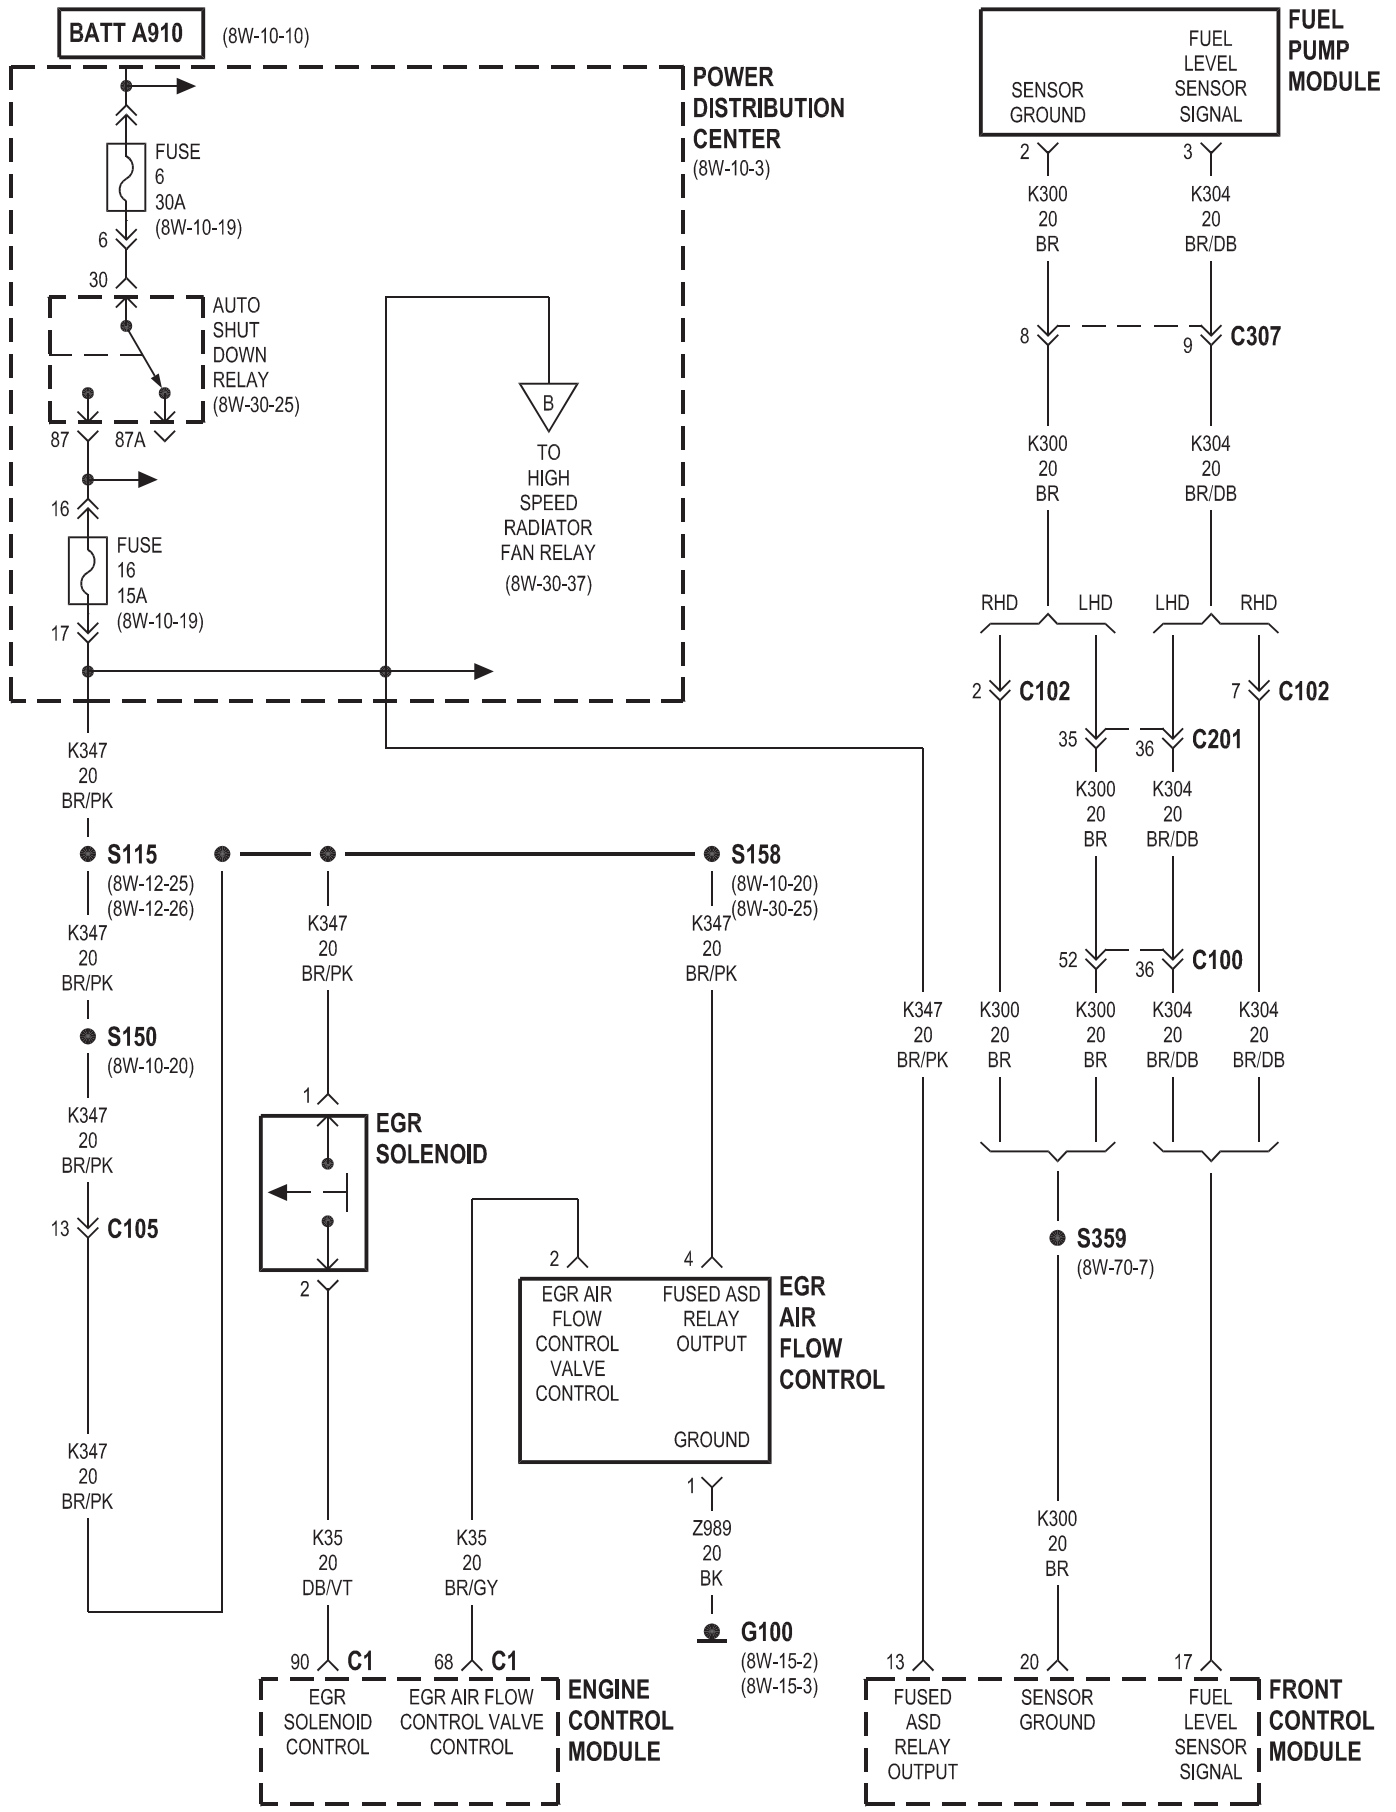 BATT A910
(8W-10-10)
POWER
DISTRIBUTION
CENTER
(8W-10-3)
FUSE
6
30A
(8W-10-19)
6
30
AUTO
SHUT
DOWN
RELAY
(8W-30-25)
87
87A
16
FUSE
16
15A
(8W-10-19)
17
B
TO
HIGH
SPEED
RADIATOR
FAN RELAY
(8W-30-37)
K347
20
BR/PK
S115
(8W-12-25)
(8W-12-26)
K347
20
BR/PK
S150
(8W-10-20)
K347
20
BR/PK
13
C105
K347
20
BR/PK
S158
(8W-10-20)
(8W-30-25)
K347
20
BR/PK
K347
20
BR/PK
1
EGR
SOLENOID
2
K35
20
DB/VT
90
C1
EGR
SOLENOID
CONTROL
2
4
EGR AIR
FLOW
CONTROL
VALVE
CONTROL
FUSED ASD
RELAY
OUTPUT
GROUND
EGR
AIR
FLOW
CONTROL
K35
20
BR/GY
68
C1
EGR AIR FLOW
CONTROL VALVE
CONTROL
ENGINE
CONTROL
MODULE
1
Z989
20
BK
G100
(8W-15-2)
(8W-15-3)
FUEL
PUMP
MODULE
SENSOR
GROUND
FUEL
LEVEL
SENSOR
SIGNAL
2
3
K300
20
BR
K304
20
BR/DB
8
9
C307
K300
20
BR
K304
20
BR/DB
RHD
LHD
LHD
RHD
2
C102
7
C102
35
36
C201
K300
20
BR
K304
20
BR/DB
52
36
C100
K347
20
BR/PK
K300
20
BR
K300
20
BR
K304
20
BR/DB
K304
20
BR/DB
S359
(8W-70-7)
K300
20
BR
13
20
17
FUSED
ASD
RELAY
OUTPUT
SENSOR
GROUND
FUEL
LEVEL
SENSOR
SIGNAL
FRONT
CONTROL
MODULE